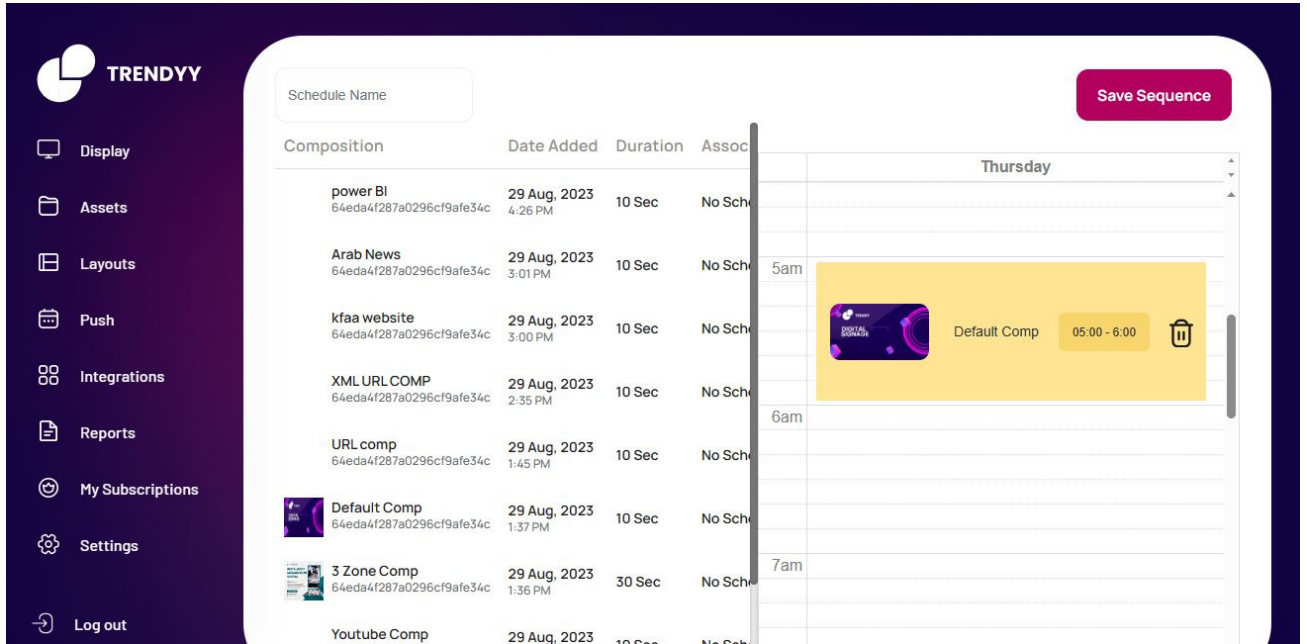 TRENDYY
Display
Assets
Layouts
Push
Integrations
Reports
My Subscriptions
Settings
Log out
Schedule Name
Save Sequence
Composition Date Added Duration Assoc
power BI
64eda4f287a0296cf9afe34c
29 Aug, 2023
4:26 PM
10 Sec
No Sch
Arab News
64eda4f287a0296cf9afe34c
29 Aug, 2023
3:01 PM
10 Sec
No Sch
kfaa website
64eda4f287a0296cf9afe34c
29 Aug, 2023
3:00 PM
10 Sec
No Sch
XML URL COMP
64eda4f287a0296cf9afe34c
29 Aug, 2023
2:35 PM
10 Sec
No Sch
URL comp
64eda4f287a0296cf9afe34c
29 Aug, 2023
1:45 PM
10 Sec
No Sch
Default Comp
64eda4f287a0296cf9afe34c
29 Aug, 2023
1:37 PM
10 Sec
No Sch
3 Zone Comp
64eda4f287a0296cf9afe34c
29 Aug, 2023
1:36 PM
30 Sec
No Sch
Youtube Comp
29 Aug, 2023
10 Sec
No Sch
Thursday
5am
TRENDYY
DIGITAL
SIGNAGE
Default Comp
05:00 - 6:00
6am
7am